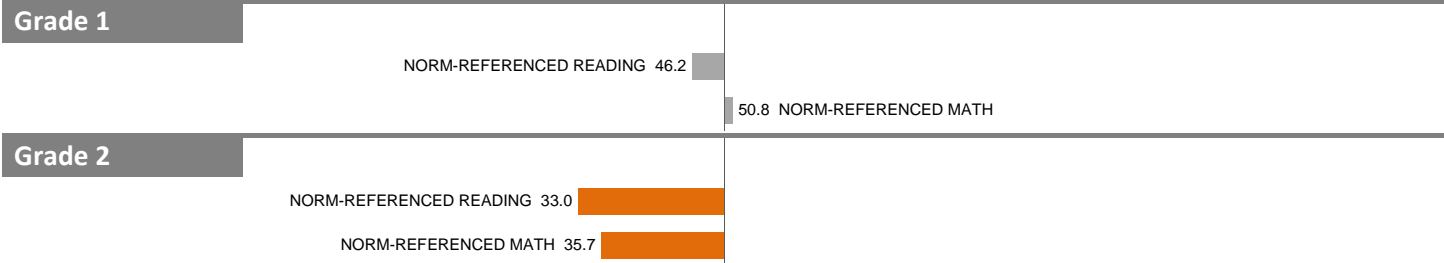 Grade 1
NORM-REFERENCED READING 46.2
50.8 NORM-REFERENCED MATH
Grade 2
NORM-REFERENCED READING 33.0
NORM-REFERENCED MATH 35.7